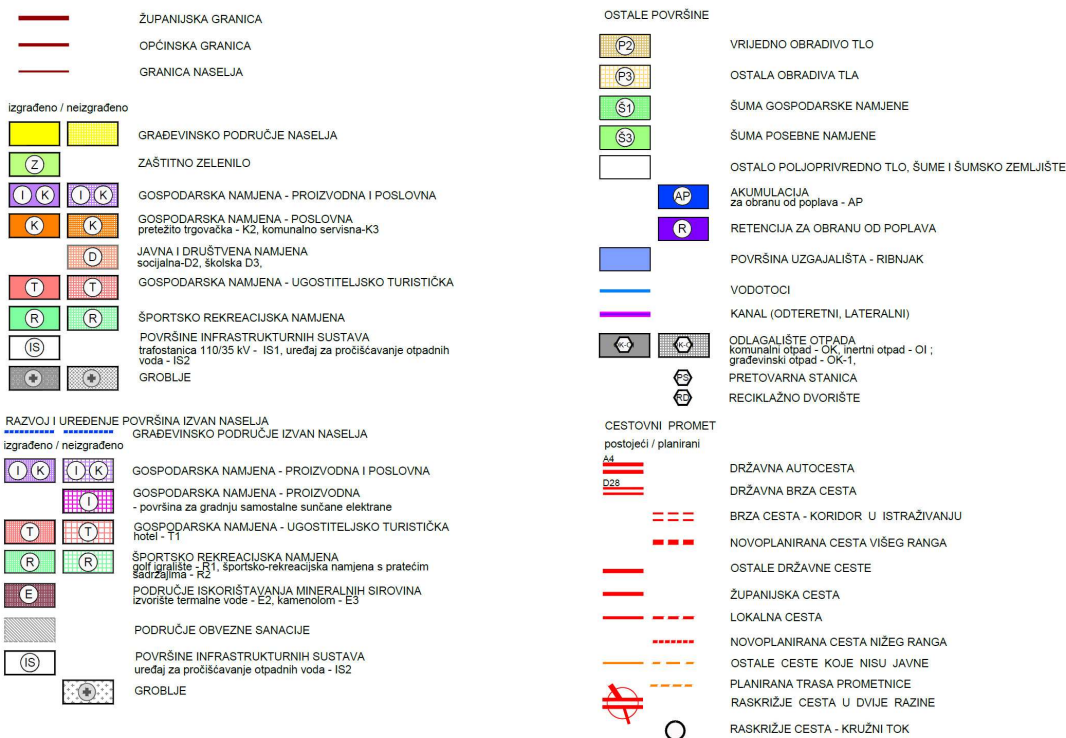 ŽUPANIJSKA GRANICA
OPĆINSKA GRANICA
GRANICA NASELJA
izgrađeno / neizgrađeno
GRAĐEVINSKO PODRUČJE NASELJA
Z ZAŠTITNO ZELENILO
I K I K GOSPODARSKA NAMJENA - PROIZVODNA I POSLOVNA
K K GOSPODARSKA NAMJENA - POSLOVNA
pretežito trgovačka - K2, komunalno servisna-K3
D JAVNA I DRUŠTVENA NAMJENA
socijalna-D2, školska D3,
T T GOSPODARSKA NAMJENA - UGOSTITELJSKO TURISTIČKA
R R ŠPORTSKO REKREACIJSKA NAMJENA
IS POVRŠINE INFRASTRUKTURNIH SUSTAVA
trafostanica 110/35 kV - IS1, uređaj za pročišćavanje otpadnih
voda - IS2
GROBLJE
RAZVOJ I UREĐENJE POVRŠINA IZVAN NASELJA
GRAĐEVINSKO PODRUČJE IZVAN NASELJA
izgrađeno / neizgrađeno
I K I K GOSPODARSKA NAMJENA - PROIZVODNA I POSLOVNA
I GOSPODARSKA NAMJENA - PROIZVODNA
- površina za gradnju samostalne sunčane elektrane
T T GOSPODARSKA NAMJENA - UGOSTITELJSKO TURISTIČKA
hotel - T1
R R ŠPORTSKO REKREACIJSKA NAMJENA
golf igralište - R1, športsko-rekreacijska namjena s pratećim
sadržajima - R2
E PODRUČJE ISKORIŠTAVANJA MINERALNIH SIROVINA
izvorište termalne vode - E2, kamenolom - E3
PODRUČJE OBVEZNE SANACIJE
IS POVRŠINE INFRASTRUKTURNIH SUSTAVA
uređaj za pročišćavanje otpadnih voda - IS2
GROBLJE
OSTALE POVRŠINE
P2 VRIJEDNO OBRADIVO TLO
P3 OSTALA OBRADIVA TLA
Š1 ŠUMA GOSPODARSKE NAMJENE
Š3 ŠUMA POSEBNE NAMJENE
OSTALO POLJOPRIVREDNO TLO, ŠUME I ŠUMSKO ZEMLJIŠTE
AP AKUMULACIJA
za obranu od poplava - AP
R RETENCIJA ZA OBRANU OD POPLAVA
POVRŠINA UZGAJALIŠTA - RIBNJAK
VODOTOCI
KANAL (ODTERETNI, LATERALNI)
ODLAGALIŠTE OTPADA
komunalni otpad - OK, inertni otpad - OI ;
građevinski otpad - OK-1,
PS PRETOVARNA STANICA
RD RECIKLAŽNO DVORIŠTE
CESTOVNI PROMET
postojeći / planirani
A4 DRŽAVNA AUTOCESTA
D28 DRŽAVNA BRZA CESTA
BRZA CESTA - KORIDOR U ISTRAŽIVANJU
NOVOPLANIRANA CESTA VIŠEG RANGA
OSTALE DRŽAVNE CESTE
ŽUPANIJSKA CESTA
LOKALNA CESTA
NOVOPLANIRANA CESTA NIŽEG RANGA
OSTALE CESTE KOJE NISU JAVNE
PLANIRANA TRASA PROMETNICE
RASKRIŽJE CESTA U DVIJE RAZINE
RASKRIŽJE CESTA - KRUŽNI TOK